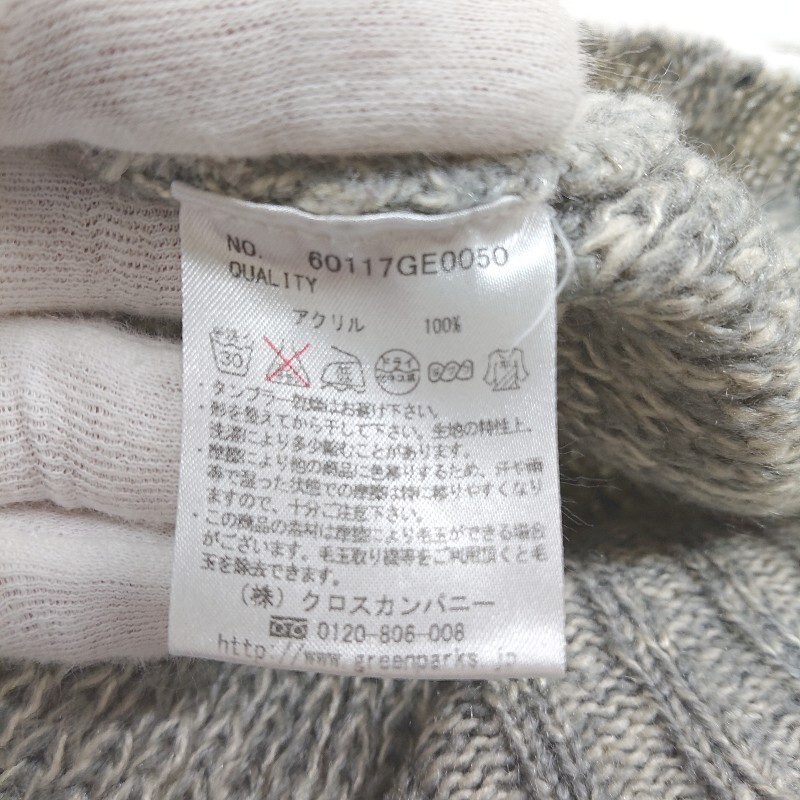 NO. 60117GE0050
QUALITY
アクリル 100%
30 ドライ
・タンブラー乾燥はお避け下さい。
・形を整えてから干して下さい。生地の特性上、
洗濯により多少縮むことがあります。
・摩擦により他の商品に色移りするため、汗や雨
等で湿った状態での摩擦は特に移りやすくなり
ますので、十分ご注意下さい。
・この商品の素材は摩擦により毛玉ができる場合
がございます。毛玉取り機等をご利用頂くと毛
玉を除去できます。
(株)クロスカンパニー
0120-806-008
http://www.greenparks.jp